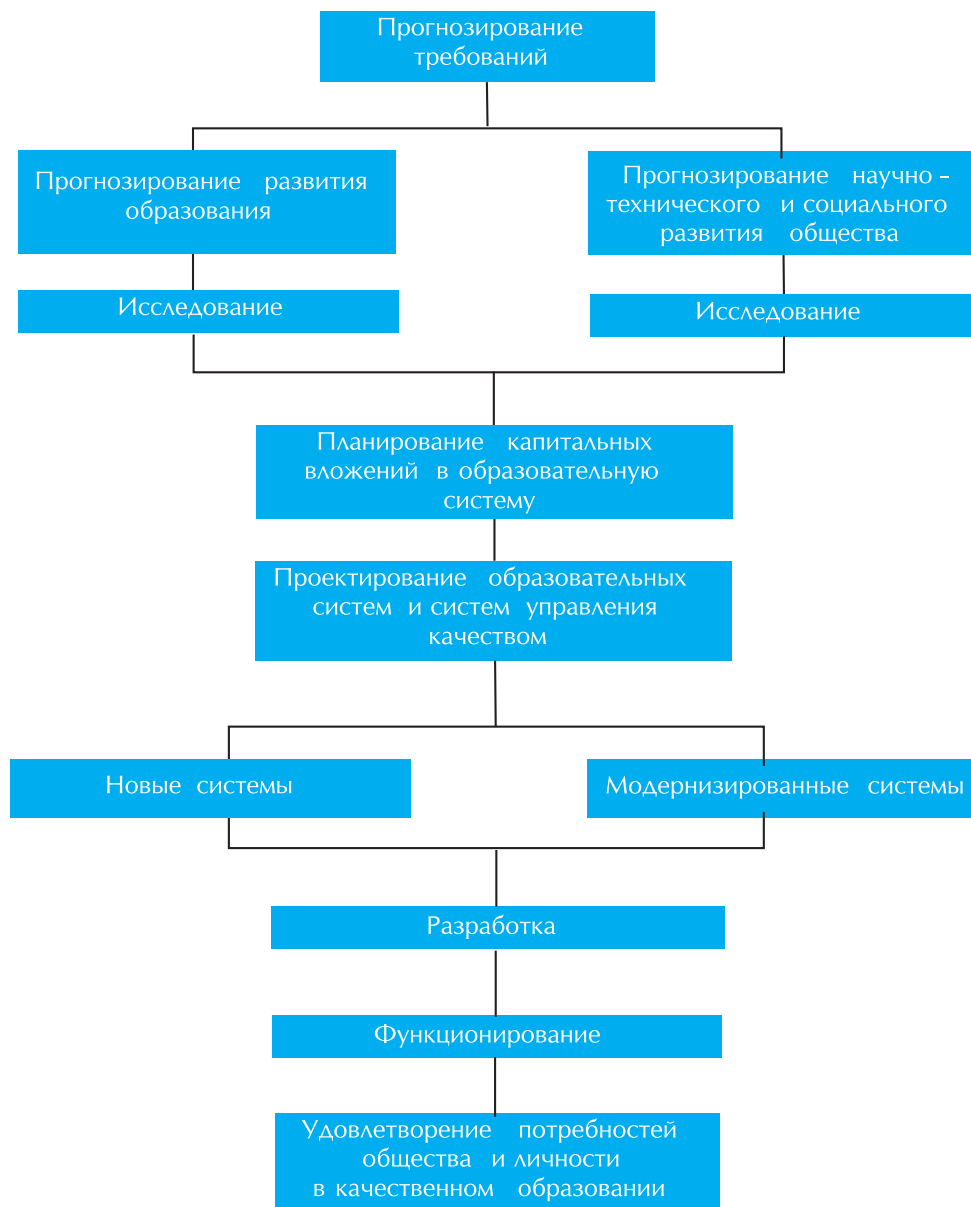 Прогнозирование
требований
Прогнозирование развития
образования
Прогнозирование научно -
технического и социального
развития общества
Исследование
Исследование
Планирование капитальных
вложений в образовательную
систему
Проектирование образовательных
систем и систем управления
качеством
Новые системы
Модернизированные системы
Разработка
Функционирование
Удовлетворение потребностей
общества и личности
в качественном образовании